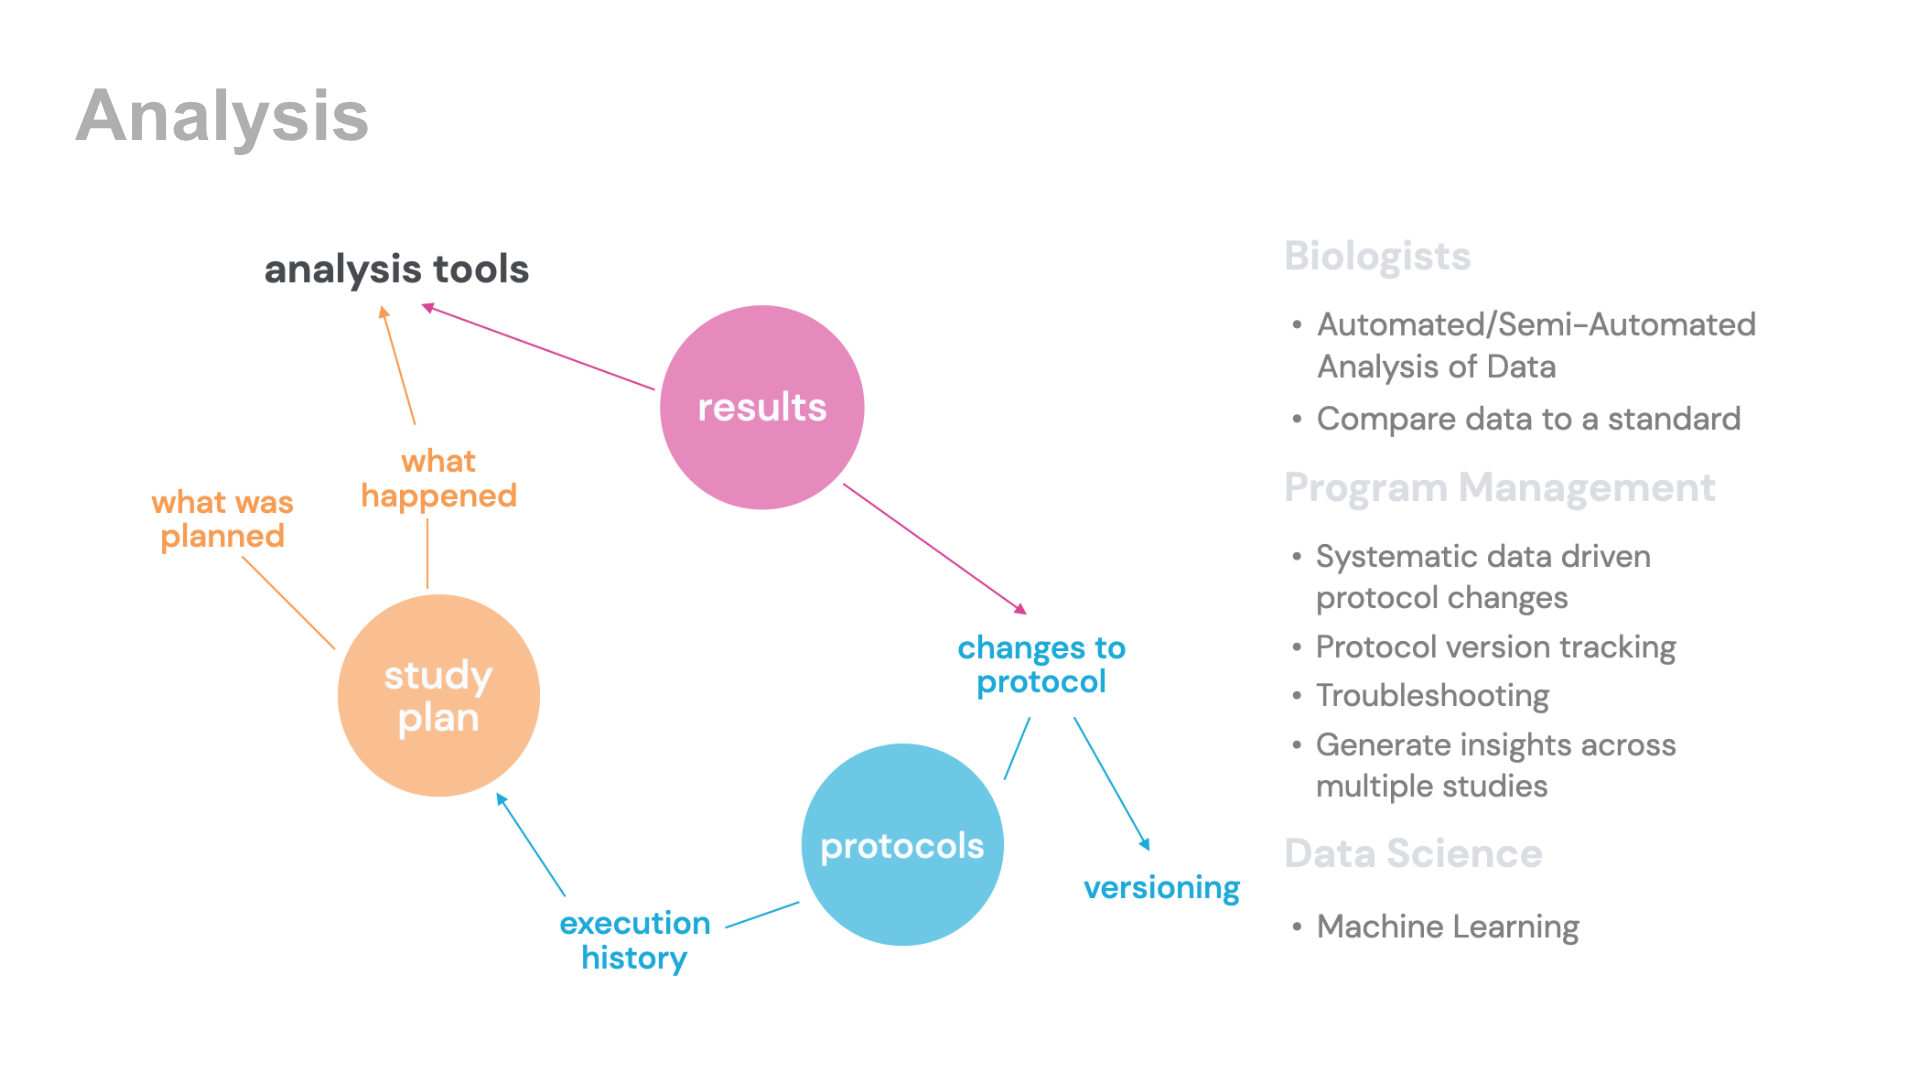 Analysis
analysis tools
results
what
happened
what was
planned
study
plan
changes to
protocol
protocols
versioning
execution
history
Biologists
• Automated/Semi-Automated
Analysis of Data
• Compare data to a standard
Program Management
• Systematic data driven
protocol changes
• Protocol version tracking
• Troubleshooting
• Generate insights across
multiple studies
Data Science
• Machine Learning